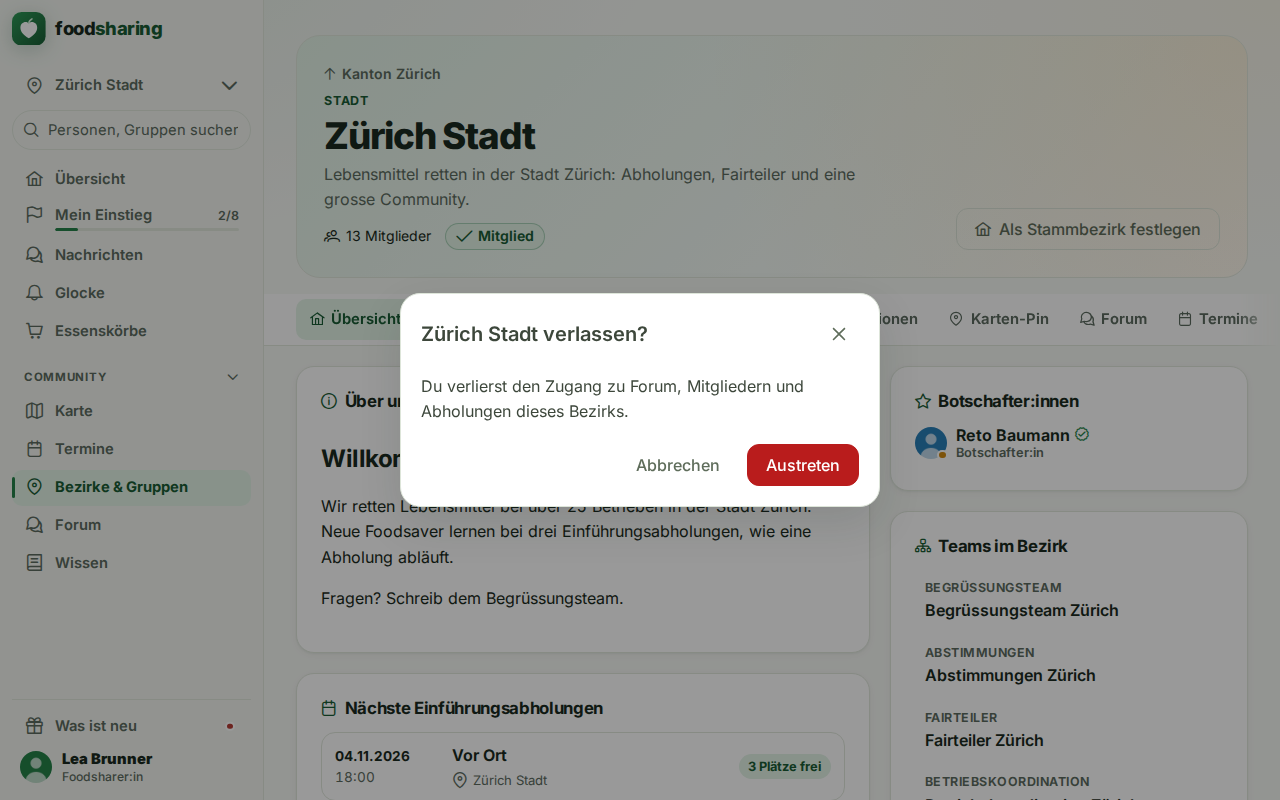 foodsharing
Zürich Stadt
Personen, Gruppen sucher
Übersicht
Mein Einstieg 2/8
Nachrichten
Glocke
Essenskörbe
COMMUNITY
Karte
Termine
Bezirke & Gruppen
Forum
Wissen
Was ist neu
Lea Brunner
Foodsharer:in
Kanton Zürich
STADT
Zürich Stadt
Lebensmittel retten in der Stadt Zürich: Abholungen, Fairteiler und eine
grosse Community.
13 Mitglieder Mitglied
Als Stammbezirk festlegen
Übersicht
Karten-Pin
Forum
Termine
Zürich Stadt verlassen?
Du verlierst den Zugang zu Forum, Mitgliedern und
Abholungen dieses Bezirks.
Abbrechen
Austreten
Über
Wir retten Lebensmittel bei über 25 Betrieben in der Stadt Zürich.
Neue Foodsaver lernen bei drei Einführungsabholungen, wie eine
Abholung abläuft.
Fragen? Schreib dem Begrüssungsteam.
Nächste Einführungsabholungen
04.11.2026
18:00
Vor Ort
Zürich Stadt
3 Plätze frei
Botschafter:innen
Reto Baumann
Botschafter:in
Teams im Bezirk
BEGRÜSSUNGSTEAM
Begrüssungsteam Zürich
ABSTIMMUNGEN
Abstimmungen Zürich
FAIRTEILER
Fairteiler Zürich
BETRIEBSKOORDINATION